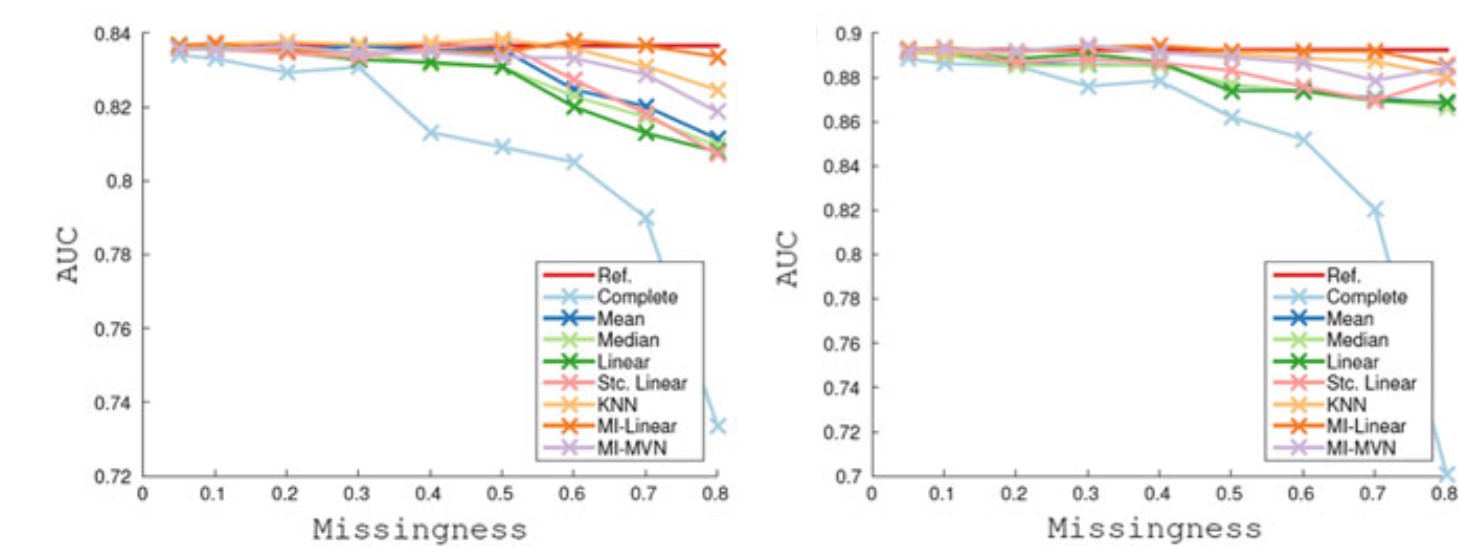 0.84
0.82
0.8
0.78
0.76
0.74
0.72
AUC
0 0.1 0.2 0.3 0.4 0.5 0.6 0.7 0.8
Missingness
Ref.
Complete
Mean
Median
Linear
Stc. Linear
KNN
MI-Linear
MI-MVN
0.9
0.88
0.86
0.84
0.82
0.8
0.78
0.76
0.74
0.72
0.7
AUC
0 0.1 0.2 0.3 0.4 0.5 0.6 0.7 0.8
Missingness
Ref.
Complete
Mean
Median
Linear
Stc. Linear
KNN
MI-Linear
MI-MVN